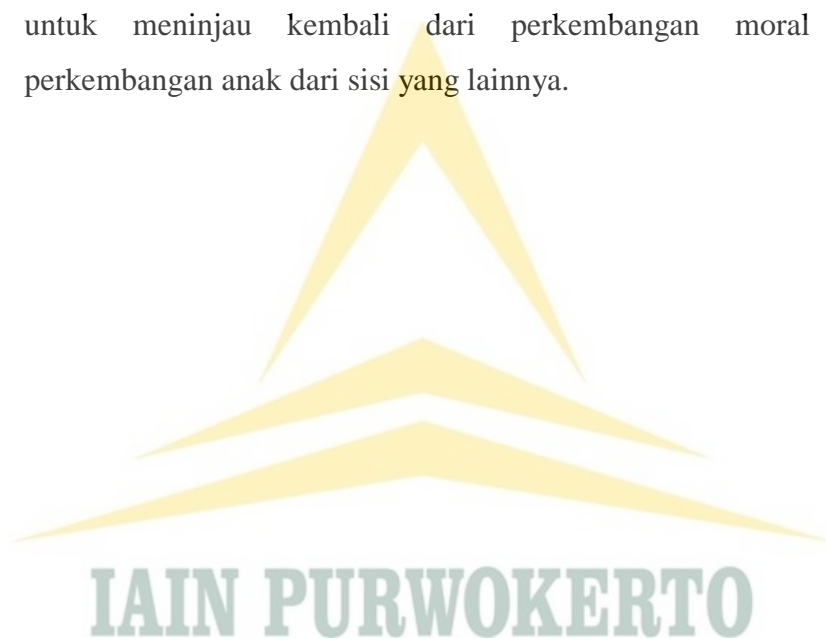 untuk meninjau kembali dari perkembangan moral
perkembangan anak dari sisi yang lainnya.
IAIN PURWOKERTO